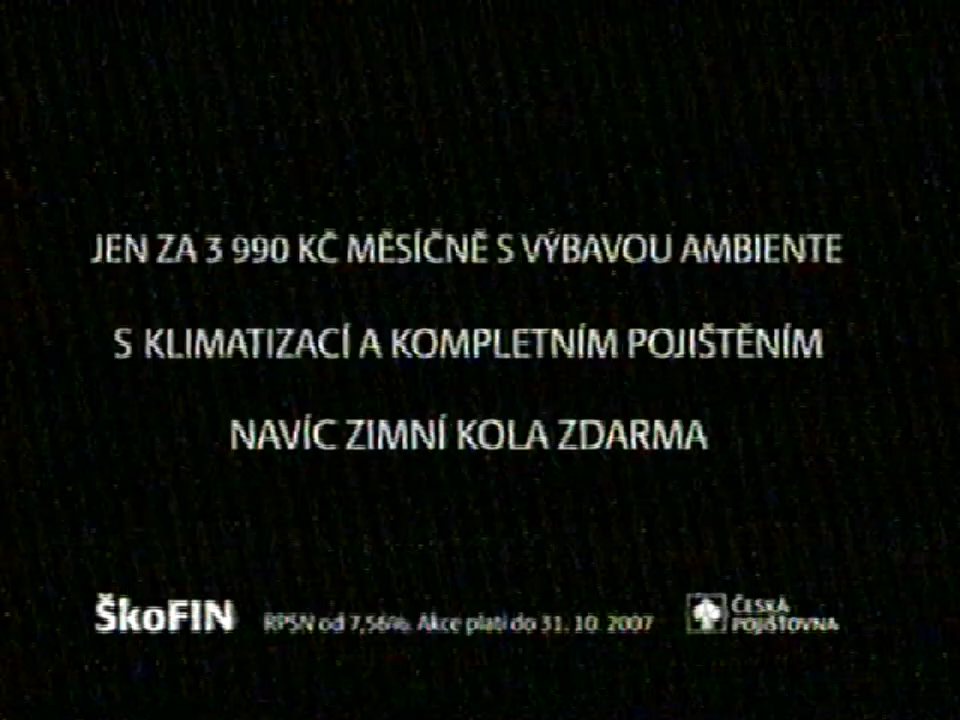 JEN ZA 3 990 KČ MĚSÍČNĚ S VÝBAVOU AMBIENTE
S KLIMATIZACÍ A KOMPLETNÍM POJIŠTĚNÍM
NAVÍC ZIMNÍ KOLA ZDARMA
ŠkoFIN RPSN od 7,56%. Akce platí do 31. 10. 2007
ČESKÁ
POJIŠŤOVNA